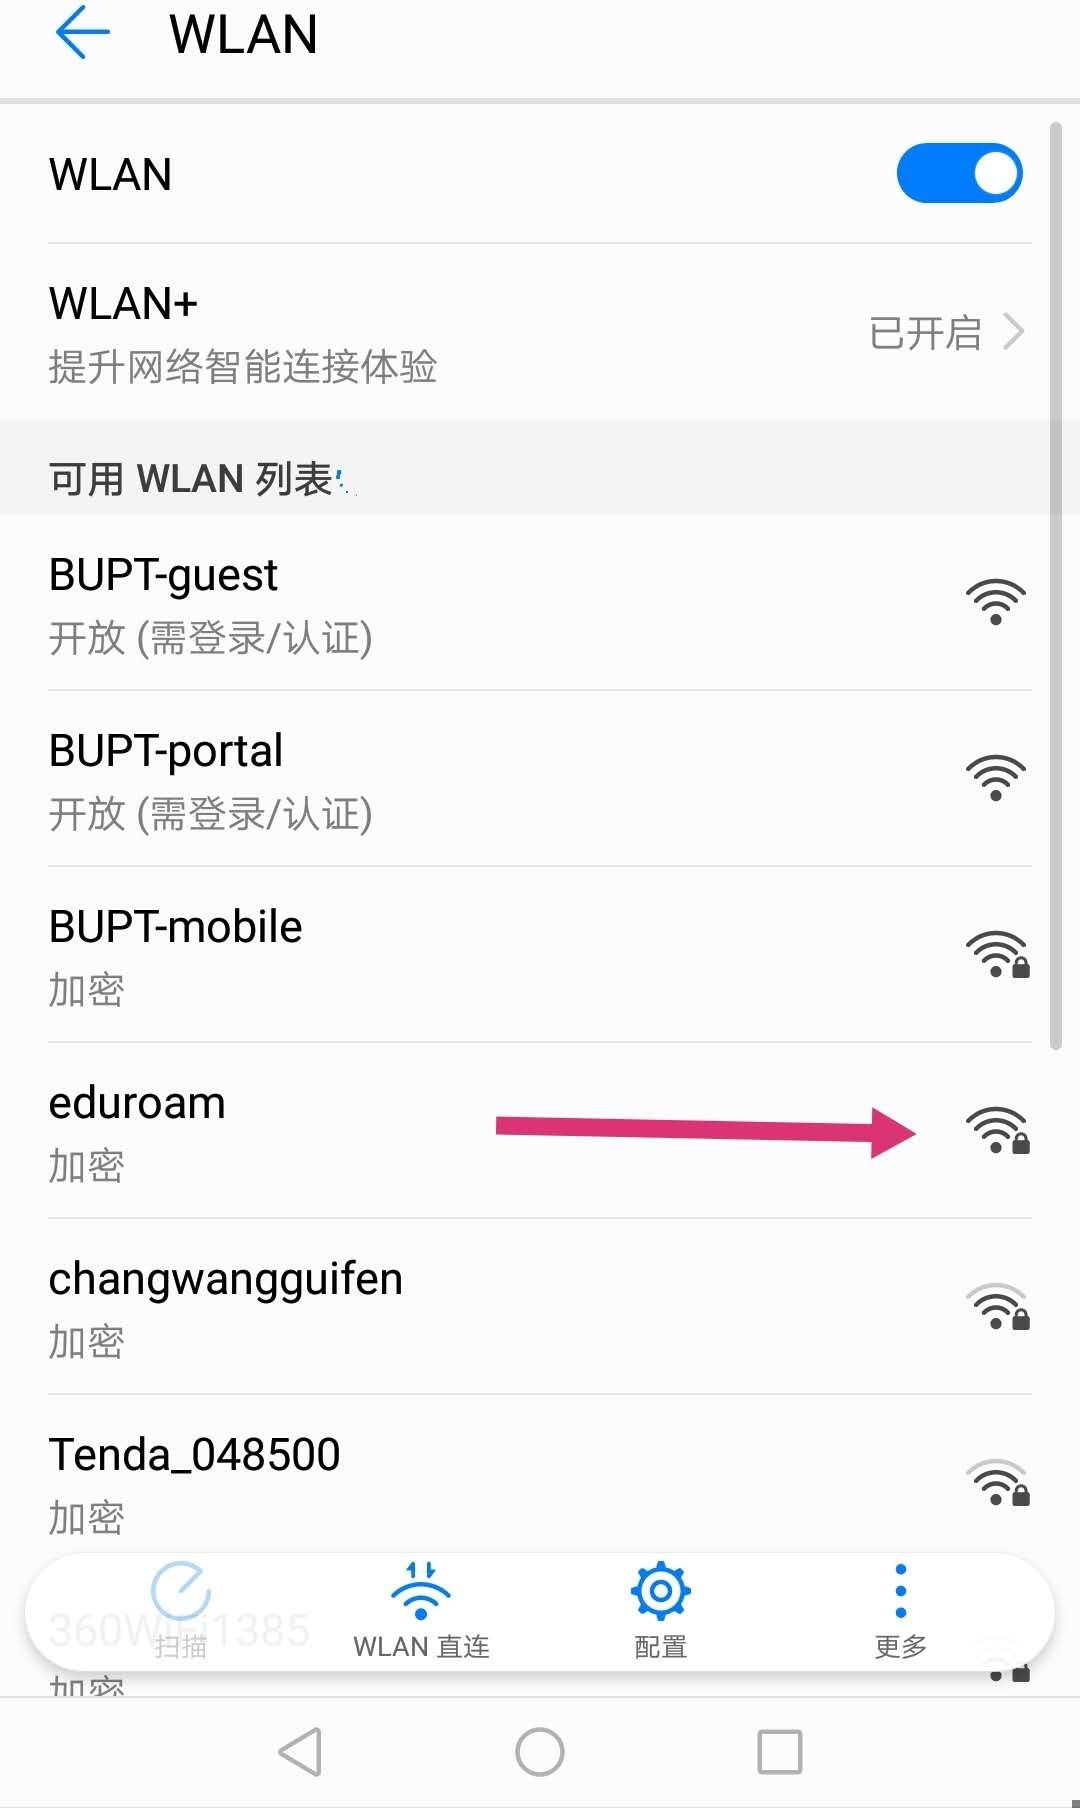 WLAN
WLAN
WLAN+
提升网络智能连接体验
已开启
可用 WLAN 列表
BUPT-guest
开放 (需登录/认证)
BUPT-portal
开放 (需登录/认证)
BUPT-mobile
加密
eduroam
加密
changwangguifen
加密
Tenda_048500
加密
360WiFi1385
扫描
WLAN 直连
配置
更多
加密